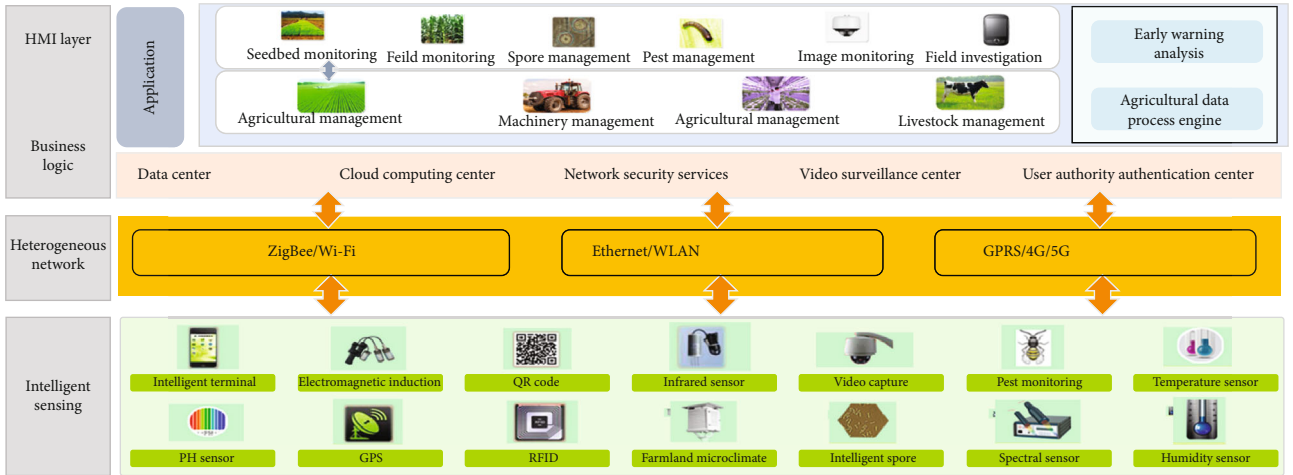 HMI layer
Business
logic
Application
Seedbed monitoring
Feild monitoring
Spore management
Pest management
Image monitoring
Field investigation
Agricultural management
Machinery management
Agricultural management
Livestock management
Early warning
analysis
Agricultural data
process engine
Data center
Cloud computing center
Network security services
Video surveillance center
User authority authentication center
Heterogeneous
network
ZigBee/Wi-Fi
Ethernet/WLAN
GPRS/4G/5G
Intelligent
sensing
Intelligent terminal
Electromagnetic induction
QR code
Infrared sensor
Video capture
Pest monitoring
Temperature sensor
PH sensor
GPS
RFID
Farmland microclimate
Intelligent spore
Spectral sensor
Humidity sensor